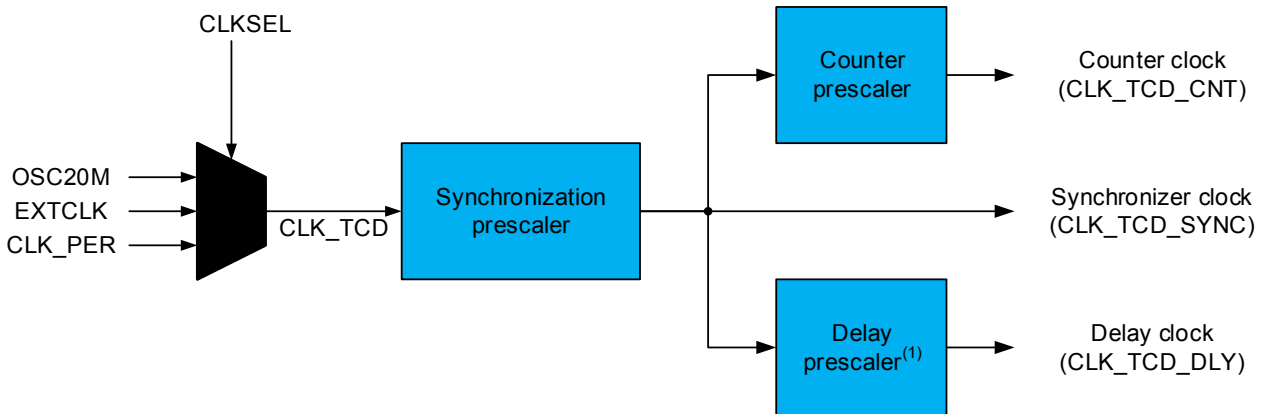 CLKSEL
OSC20M
EXTCLK
CLK_PER
CLK_TCD
Synchronization
prescaler
Counter
prescaler
Counter clock
(CLK_TCD_CNT)
Synchronizer clock
(CLK_TCD_SYNC)
Delay
prescaler(1)
Delay clock
(CLK_TCD_DLY)